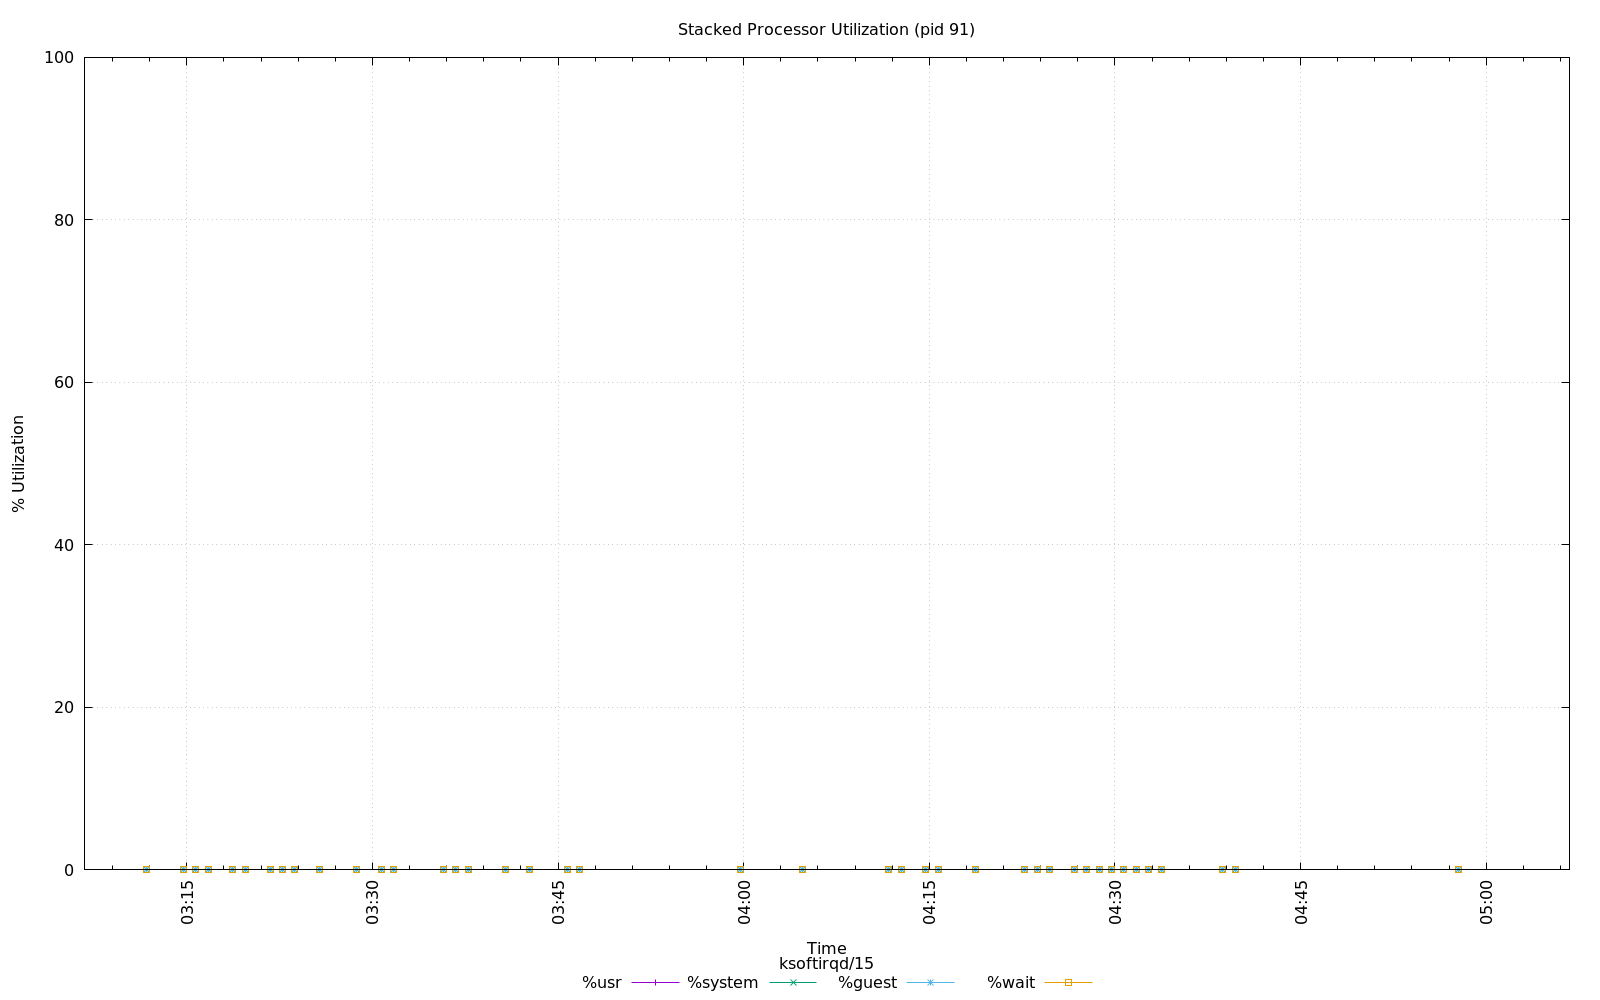 Stacked Processor Utilization (pid 91)
100
80
60
40
20
0
% Utilization
03:15
03:30
03:45
04:00
04:15
04:30
04:45
05:00
Time
ksoftirqd/15
%usr %system %guest %wait